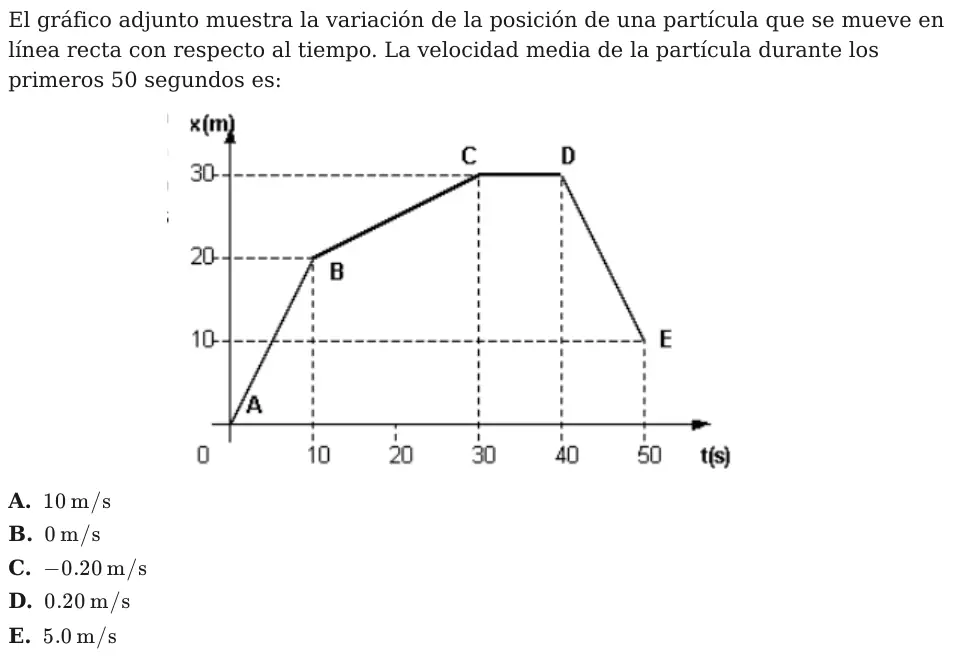 El gráfico adjunto muestra la variación de la posición de una partícula que se mueve en
línea recta con respecto al tiempo. La velocidad media de la partícula durante los
primeros 50 segundos es:
x(m)
C D
30
20
B
10 E
A
0 10 20 30 40 50 t(s)
A. 10 m/s
B. 0 m/s
C. −0.20 m/s
D. 0.20 m/s
E. 5.0 m/s